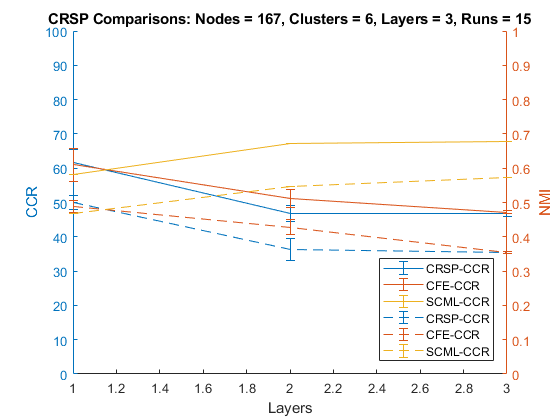 CRSP Comparisons: Nodes = 167, Clusters = 6, Layers = 3, Runs = 15
100
90
80
70
60
50
40
30
20
10
0
CCR
1
0.9
0.8
0.7
0.6
0.5
0.4
0.3
0.2
0.1
0
NMI
CRSP-CCR
CFE-CCR
SCML-CCR
CRSP-CCR
CFE-CCR
SCML-CCR
1 1.2 1.4 1.6 1.8 2 2.2 2.4 2.6 2.8 3
Layers